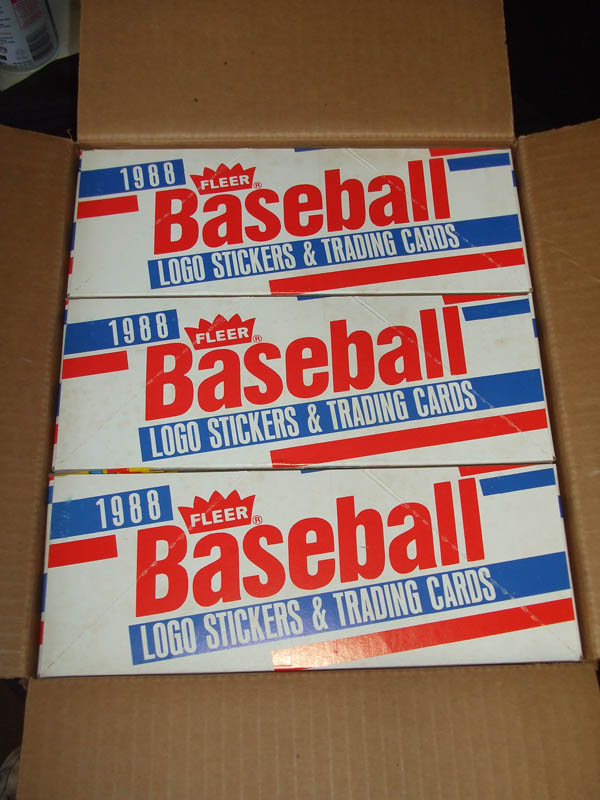 1988
FLEER®
Baseball
LOGO STICKERS & TRADING CARDS
1988
FLEER®
Baseball
LOGO STICKERS & TRADING CARDS
1988
FLEER®
Baseball
LOGO STICKERS & TRADING CARDS